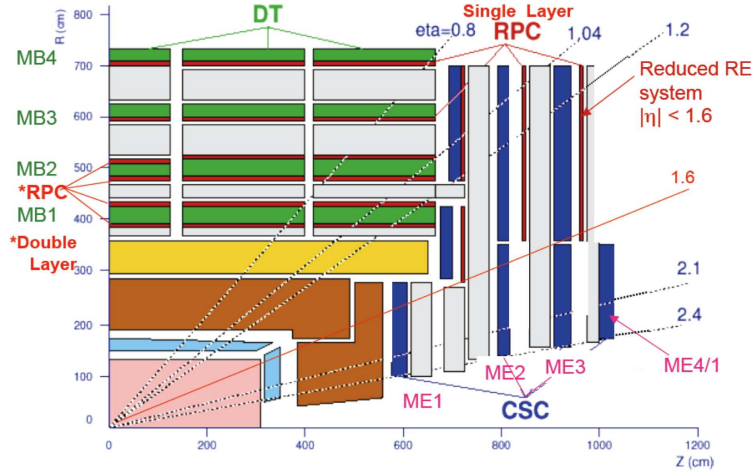 800
R (cm)
DT
eta=0.8
Single Layer
RPC
1.04
1.2
MB4
700
Reduced RE
system
|η| < 1.6
MB3
600
MB2
500
*RPC
1.6
MB1
400
*Double
Layer
300
2.1
200
2.4
100
ME1
ME2
ME3
ME4/1
CSC
0
0
200
400
600
800
1000
1200
Z (cm)